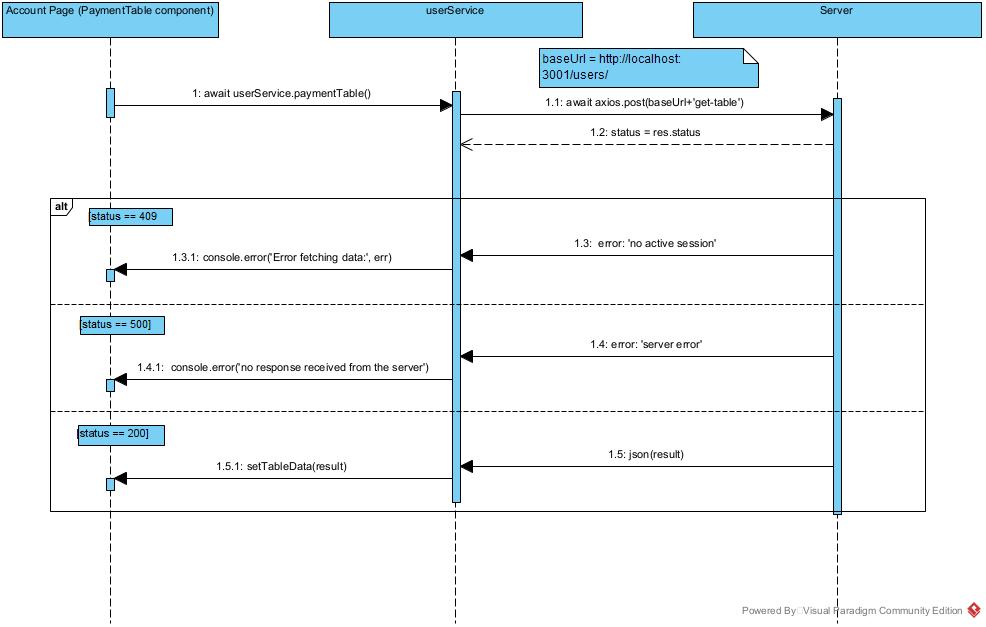 Account Page (PaymentTable component)
userService
Server
baseUrl = http://localhost:
3001/users/
1: await userService.paymentTable()
1.1: await axios.post(baseUrl+'get-table')
1.2: status = res.status
alt
[status == 409
1.3:  error: 'no active session'
1.3.1: console.error('Error fetching data:', err)
[status == 500]
1.4: error: 'server error'
1.4.1:  console.error('no response received from the server')
[status == 200]
1.5: json(result)
1.5.1: setTableData(result)
Powered By Visual Paradigm Community Edition